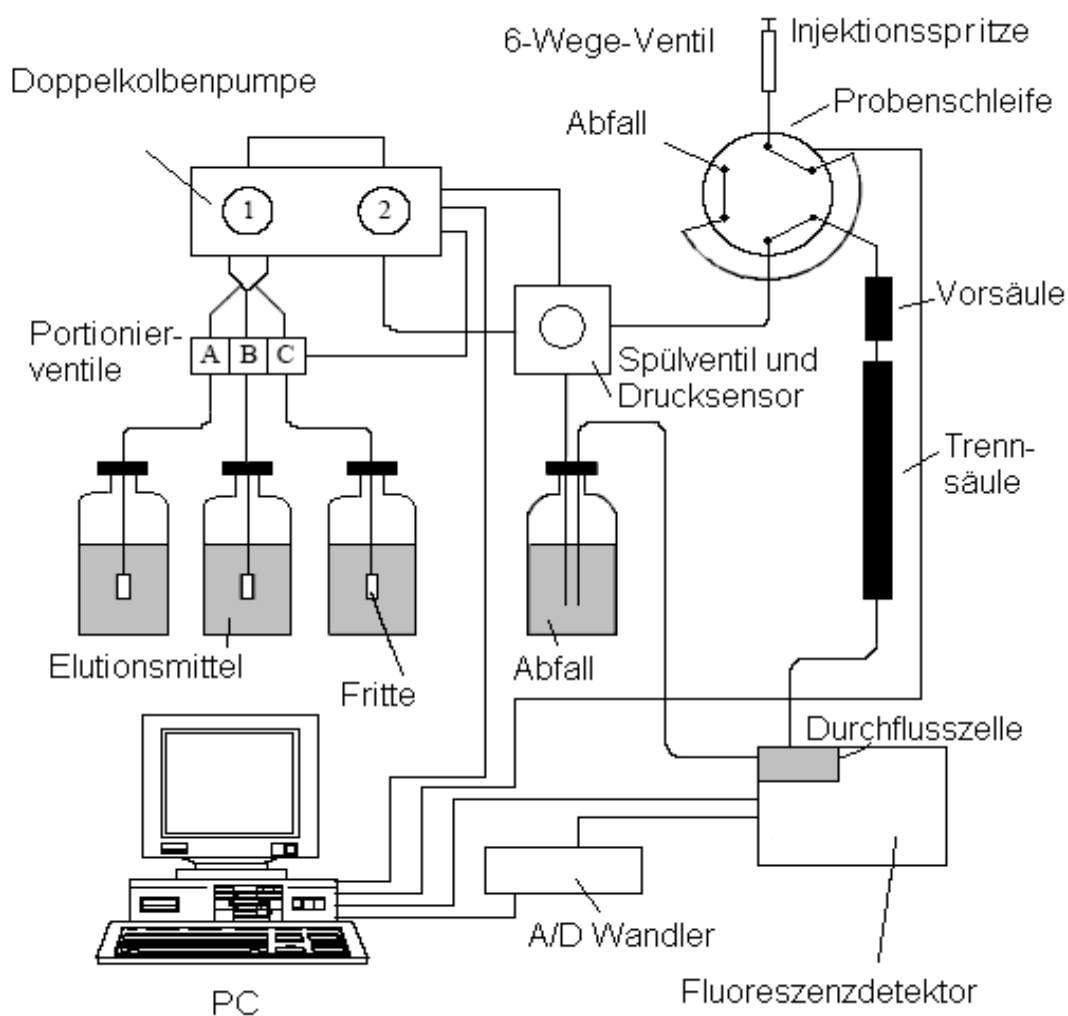 6-Wege-Ventil
Injektionsspritze
Doppelkolbenpumpe
Abfall
Probenschleife
1
2
Portionier-
ventile
A B C
Vorsäule
Spülventil und
Drucksensor
Trenn-
säule
Elutionsmittel
Fritte
Abfall
Durchflusszelle
A/D Wandler
Fluoreszenzdetektor
PC